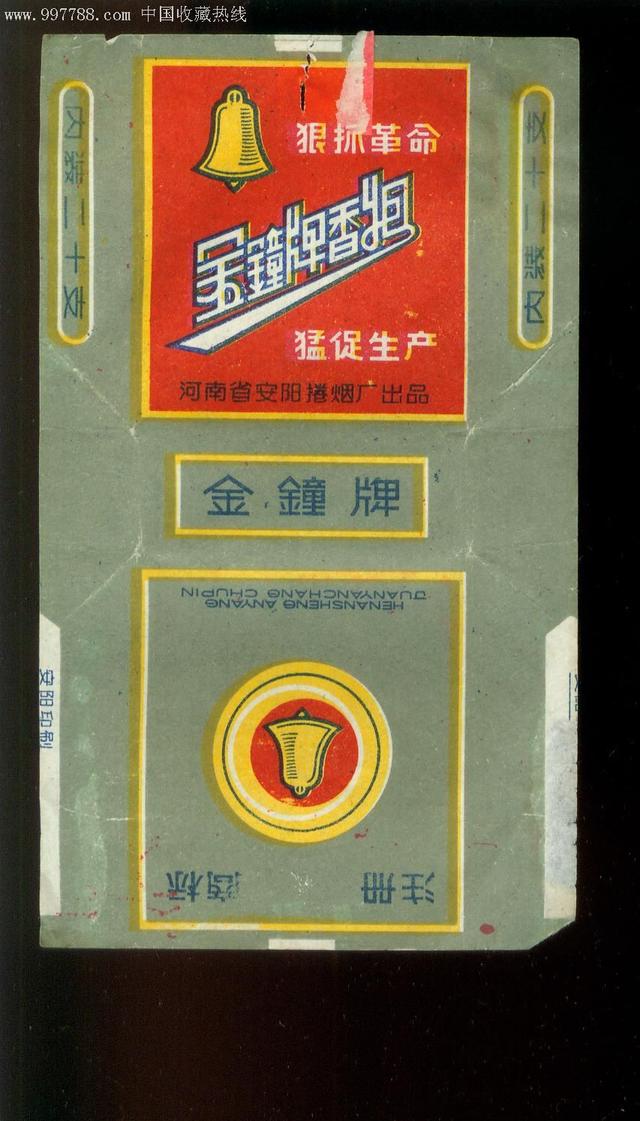 www.997788.com 中国收藏热线
狠抓革命
金鐘牌香烟
猛促生产
河南省安阳捲烟厂出品
内装二十支
内装二十支
金鐘牌
HENANSHENG ANYANG
JUANYANCHANG CHUPIN
注册 商标
安阳印制